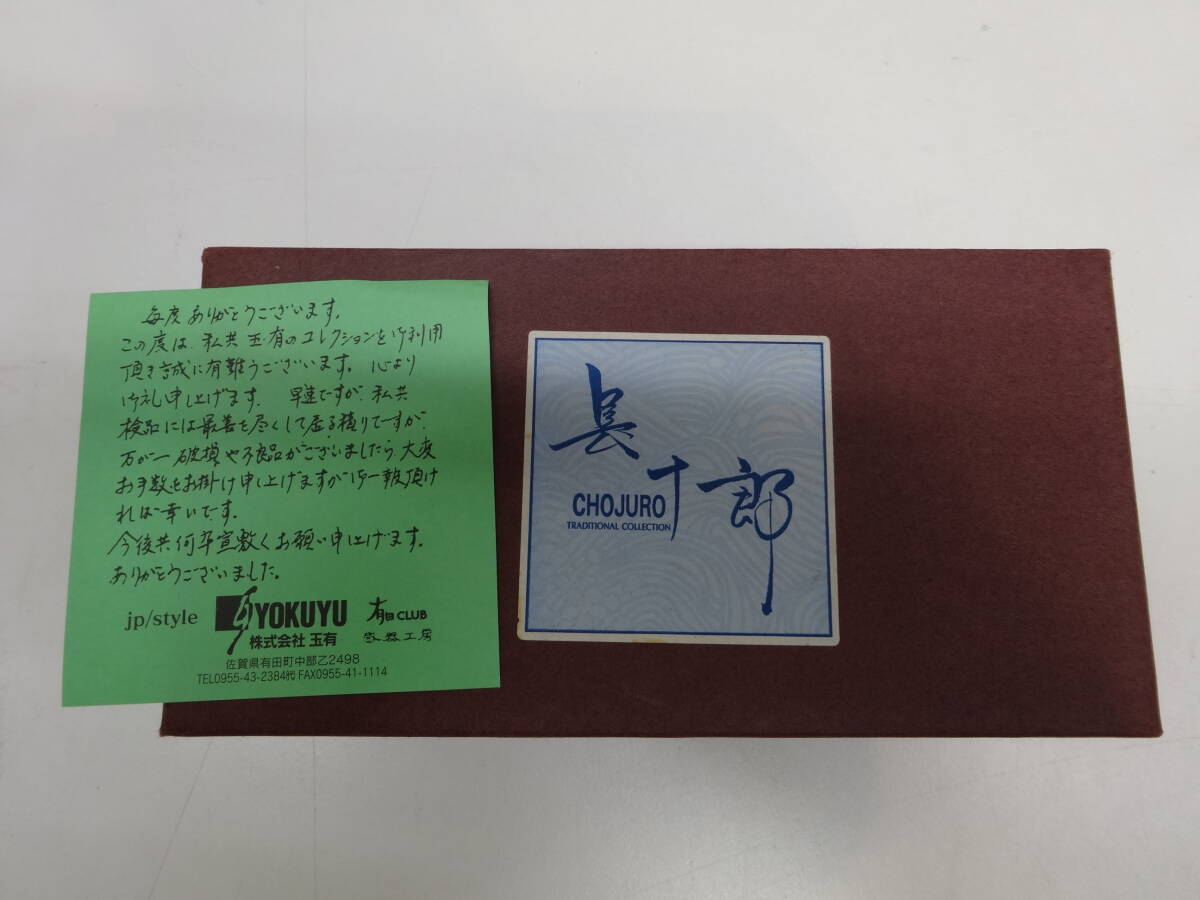 毎度ありがとうございます。
この度は、私共 玉・有のコレクションを御利用
頂き誠に有難うございます。心より
御礼申し上げます。早速ですが、私共
検品には最善を尽くして居る積りですが、
万が一破損や不良品がございましたら、大変
お手数をお掛け申し上げますが御一報頂け
れば幸いです。
今後共何卒宜敷くお願い申上げます。
ありがとうございました。
jp/style YOKUYU 有田CLUB
株式会社 玉有 窯器工房
佐賀県有田町中部乙2498
TEL0955-43-2384㈹ FAX0955-41-1114
長十郎
CHOJURO
TRADITIONAL COLLECTION